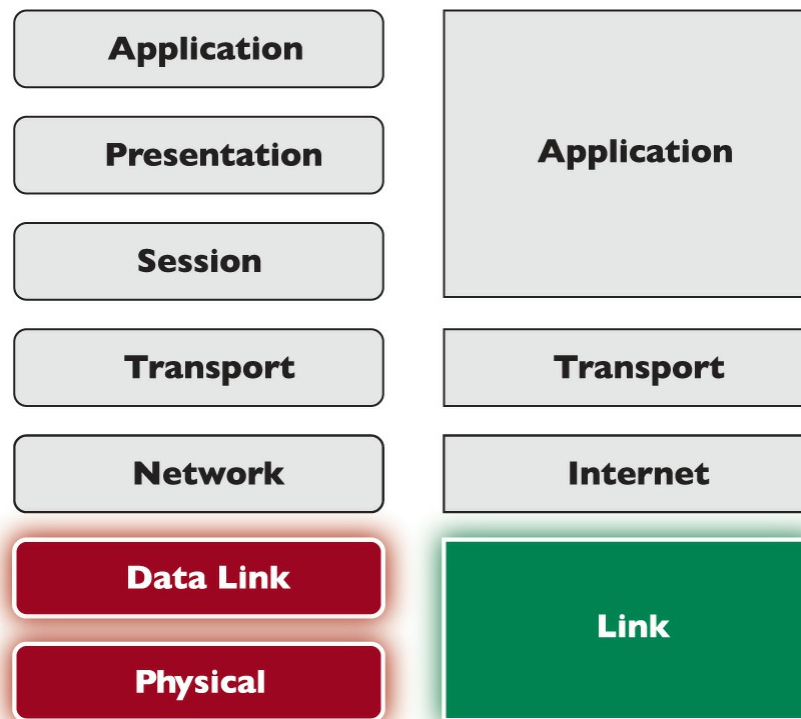 Application
Presentation
Session
Transport
Network
Data Link
Physical
Application
Transport
Internet
Link